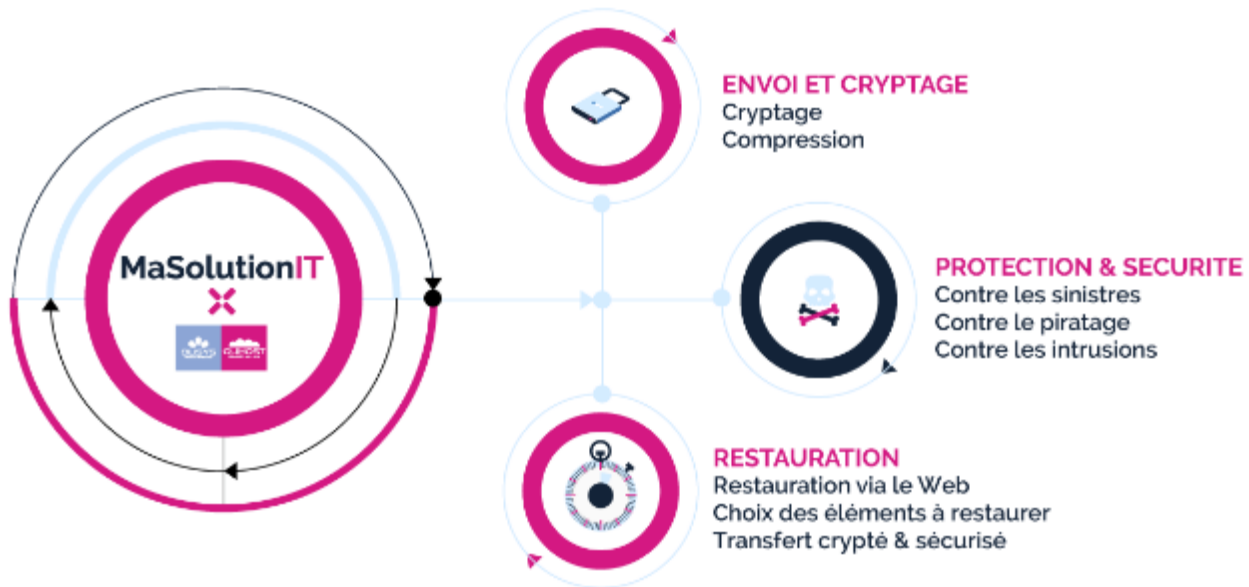 MaSolutionIT
ENVOI ET CRYPTAGE
Cryptage
Compression
PROTECTION & SECURITE
Contre les sinistres
Contre le piratage
Contre les intrusions
RESTAURATION
Restauration via le Web
Choix des éléments à restaurer
Transfert crypté & sécurisé